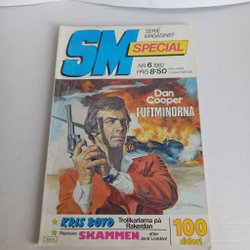 SERIE
MAGASINET
SM
SPECIAL
NR 6 1982
PRIS 8:50
Dan
Cooper
LUFTMINORNA
KRIS BOYD
Trollkarlarna på
Rakerdan
Repriser:
SKAMMEN
efter
Jack London!
100
sidor!